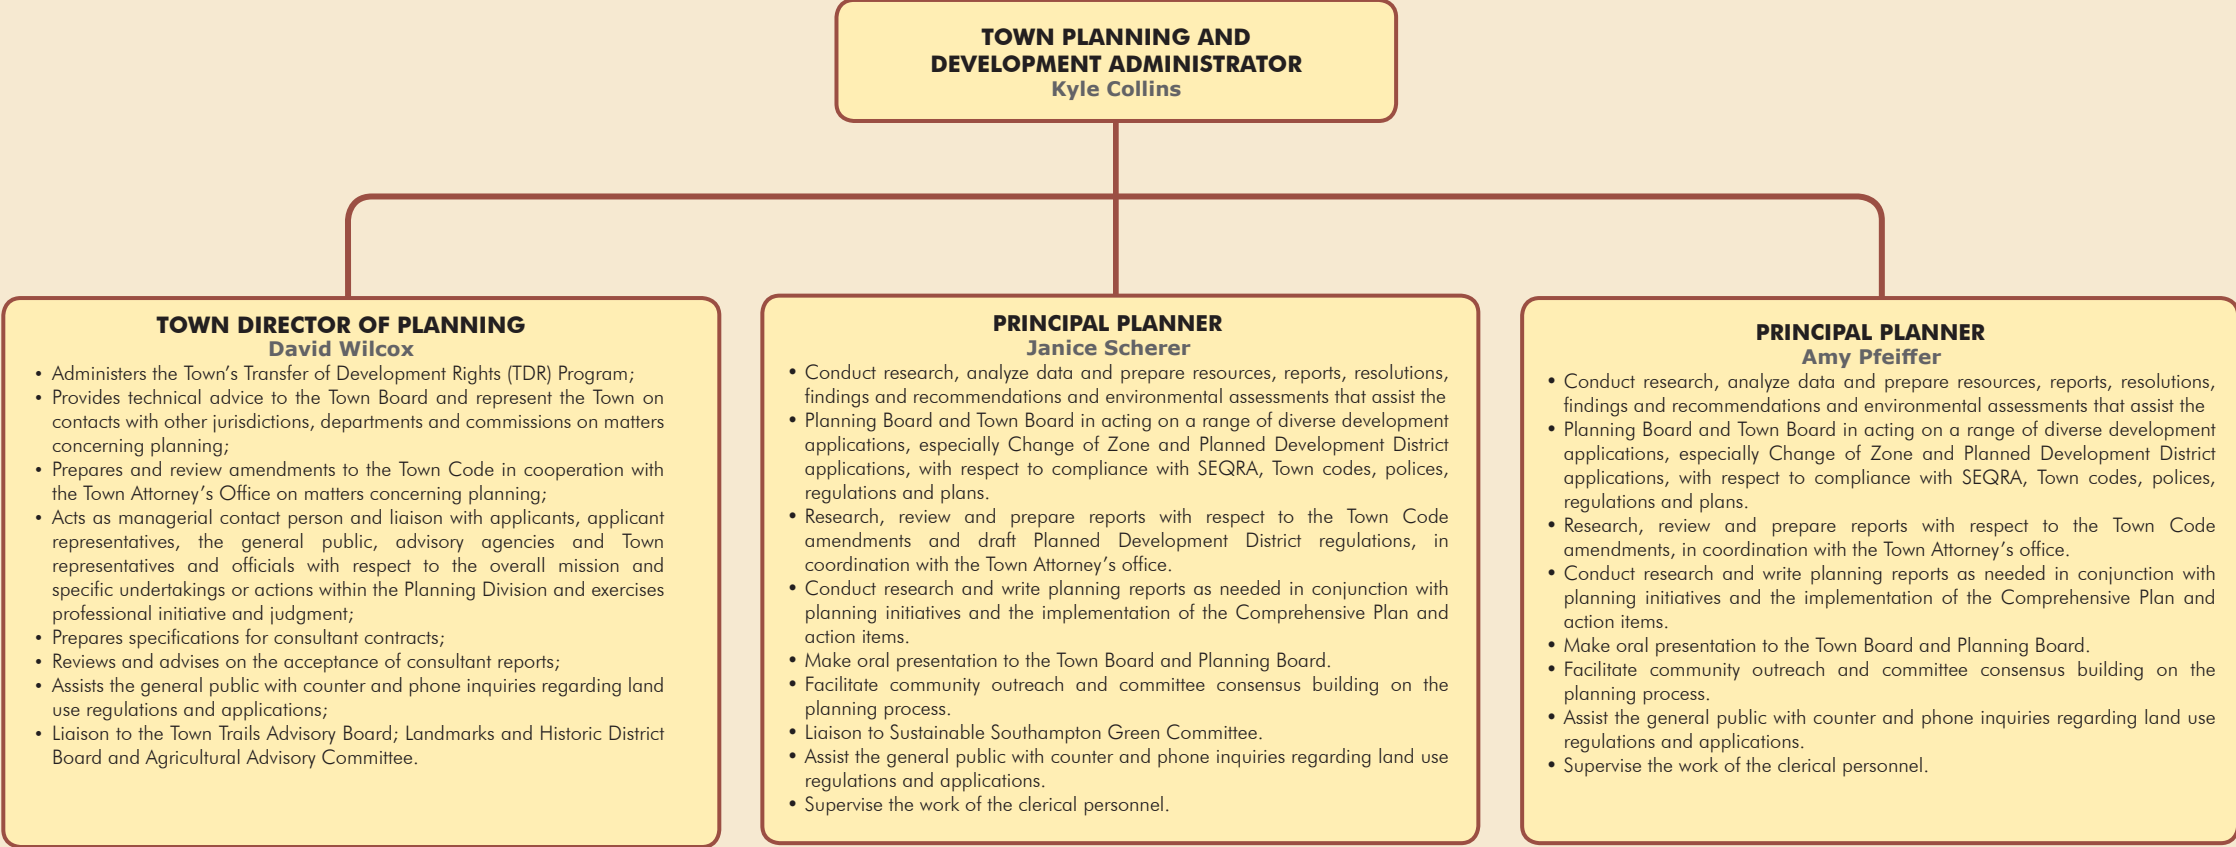 TOWN PLANNING AND
DEVELOPMENT ADMINISTRATOR
Kyle Collins
TOWN DIRECTOR OF PLANNING
David Wilcox
• Administers the Town's Transfer of Development Rights (TDR) Program;
• Provides technical advice to the Town Board and represent the Town on
contacts with other jurisdictions, departments and commissions on matters
concerning planning;
• Prepares and review amendments to the Town Code in cooperation with
the Town Attorney's Office on matters concerning planning;
• Acts as managerial contact person and liaison with applicants, applicant
representatives, the general public, advisory agencies and Town
representatives and officials with respect to the overall mission and
specific undertakings or actions within the Planning Division and exercises
professional initiative and judgment;
• Prepares specifications for consultant contracts;
• Reviews and advises on the acceptance of consultant reports;
• Assists the general public with counter and phone inquiries regarding land
use regulations and applications;
• Liaison to the Town Trails Advisory Board; Landmarks and Historic District
Board and Agricultural Advisory Committee.
PRINCIPAL PLANNER
Janice Scherer
• Conduct research, analyze data and prepare resources, reports, resolutions,
findings and recommendations and environmental assessments that assist the
• Planning Board and Town Board in acting on a range of diverse development
applications, especially Change of Zone and Planned Development District
applications, with respect to compliance with SEQRA, Town codes, polices,
regulations and plans.
• Research, review and prepare reports with respect to the Town Code
amendments and draft Planned Development District regulations, in
coordination with the Town Attorney's office.
• Conduct research and write planning reports as needed in conjunction with
planning initiatives and the implementation of the Comprehensive Plan and
action items.
• Make oral presentation to the Town Board and Planning Board.
• Facilitate community outreach and committee consensus building on the
planning process.
• Liaison to Sustainable Southampton Green Committee.
• Assist the general public with counter and phone inquiries regarding land use
regulations and applications.
• Supervise the work of the clerical personnel.
PRINCIPAL PLANNER
Amy Pfeiffer
• Conduct research, analyze data and prepare resources, reports, resolutions,
findings and recommendations and environmental assessments that assist the
• Planning Board and Town Board in acting on a range of diverse development
applications, especially Change of Zone and Planned Development District
applications, with respect to compliance with SEQRA, Town codes, polices,
regulations and plans.
• Research, review and prepare reports with respect to the Town Code
amendments, in coordination with the Town Attorney's office.
• Conduct research and write planning reports as needed in conjunction with
planning initiatives and the implementation of the Comprehensive Plan and
action items.
• Make oral presentation to the Town Board and Planning Board.
• Facilitate community outreach and committee consensus building on the
planning process.
• Assist the general public with counter and phone inquiries regarding land use
regulations and applications.
• Supervise the work of the clerical personnel.